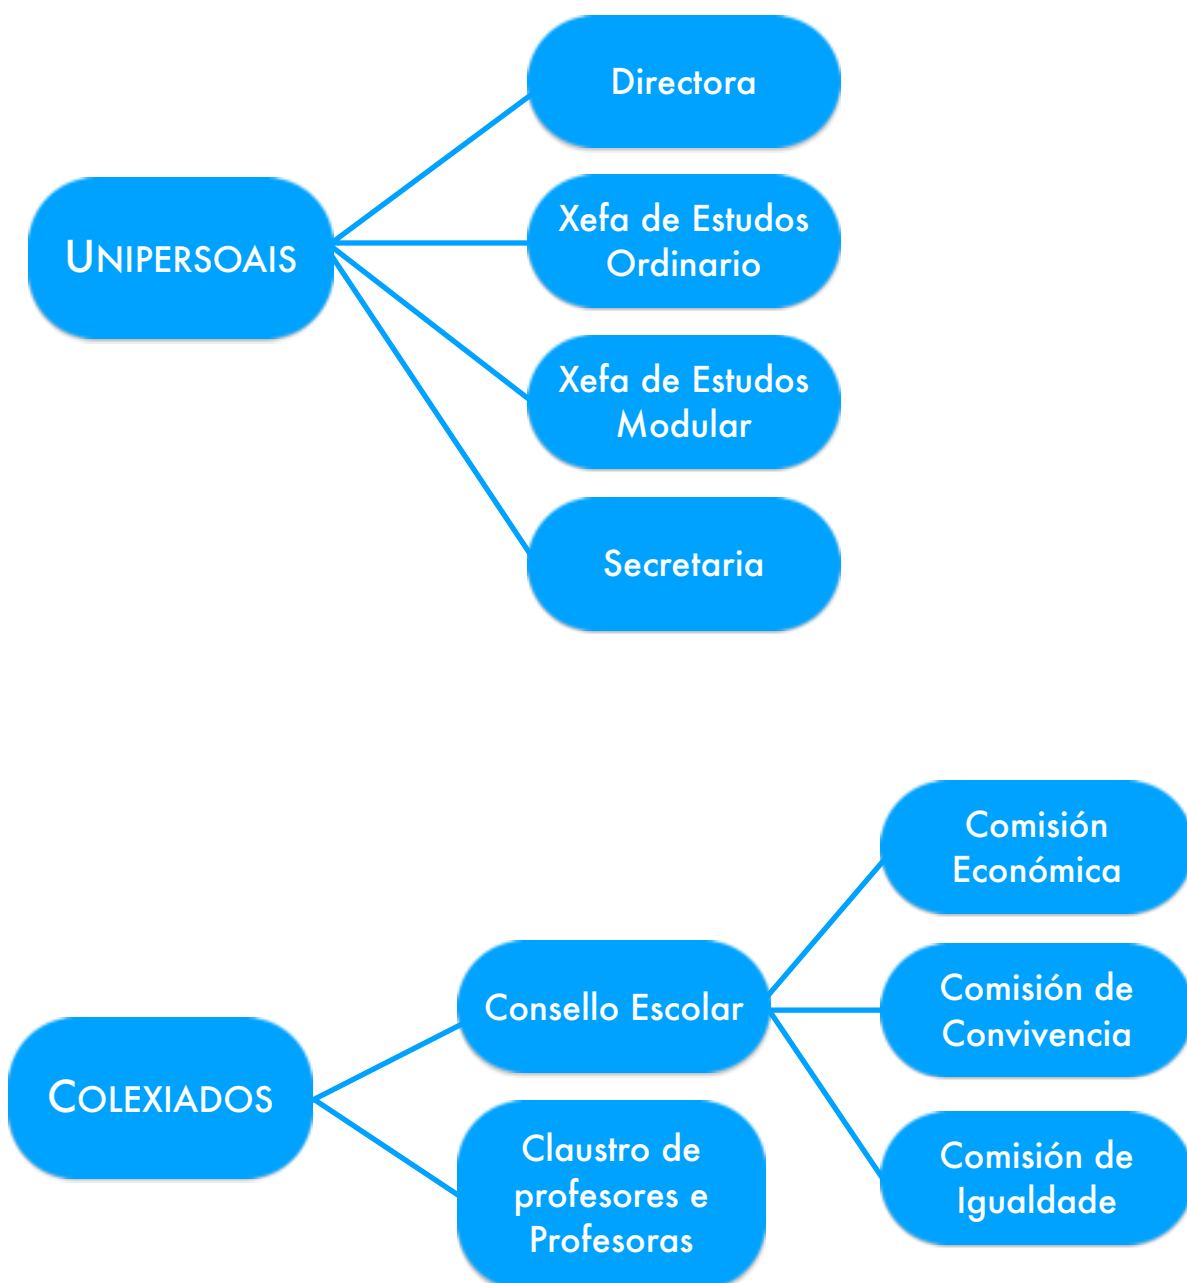 Directora
UNIPERSOAIS
Xefa de Estudos
Ordinario
Xefa de Estudos
Modular
Secretaria
Comisión
Económica
Consello Escolar
Comisión de
Convivencia
COLEXIADOS
Claustro de
profesores e
Profesoras
Comisión de
Igualdade